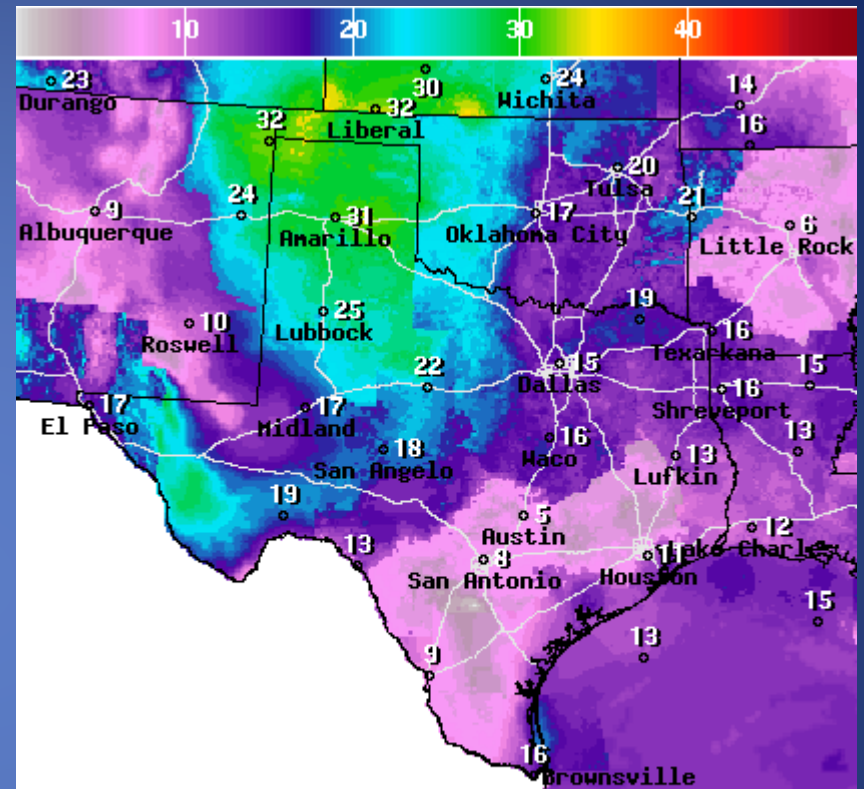 10 20 30 40
23 30 24
Durango Wichita 14
32 32
Liberal 16
20
Tulsa
9 24 31 17 21 6
Albuquerque Amarillo Oklahoma City Little Rock
10 25 19
Roswell Lubbock 16
Texarkana
15
Dallas 15
22 16
17 17 Shreveport
El Paso Midland
18 16 13 13
San Angelo Waco Lufkin
19 5 12
Austin Lake Charles
13 8 11
San Antonio Houston
15
13
9
16
Brownsville